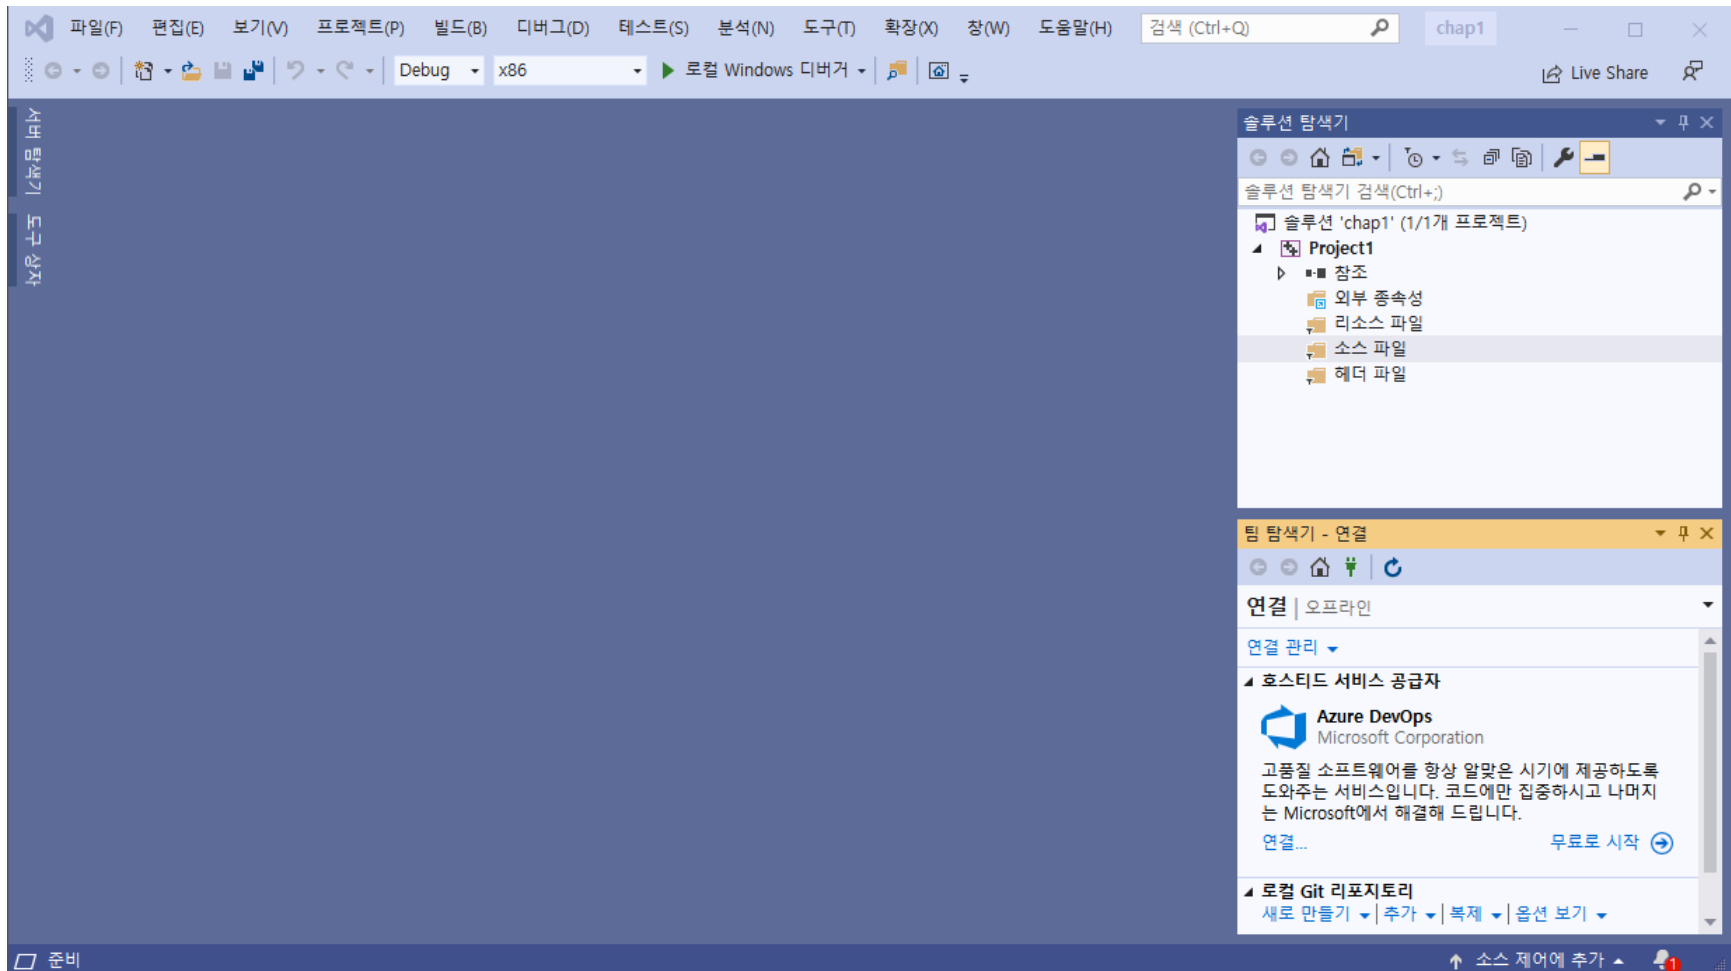 파일(F) 편집(E) 보기(V) 프로젝트(P) 빌드(B) 디버그(D) 테스트(S) 분석(N) 도구(T) 확장(X) 창(W) 도움말(H) 검색 (Ctrl+Q) chap1
Debug x86 로컬 Windows 디버거 Live Share
서버 탐색기
도구 상자
솔루션 탐색기
솔루션 탐색기 검색(Ctrl+;)
솔루션 'chap1' (1/1개 프로젝트)
Project1
참조
외부 종속성
리소스 파일
소스 파일
헤더 파일
팀 탐색기 - 연결
연결 | 오프라인
연결 관리
호스티드 서비스 공급자
Azure DevOps
Microsoft Corporation
고품질 소프트웨어를 항상 알맞은 시기에 제공하도록
도와주는 서비스입니다. 코드에만 집중하시고 나머지
는 Microsoft에서 해결해 드립니다.
연결... 무료로 시작
로컬 Git 리포지토리
새로 만들기 | 추가 | 복제 | 옵션 보기
준비 소스 제어에 추가 1